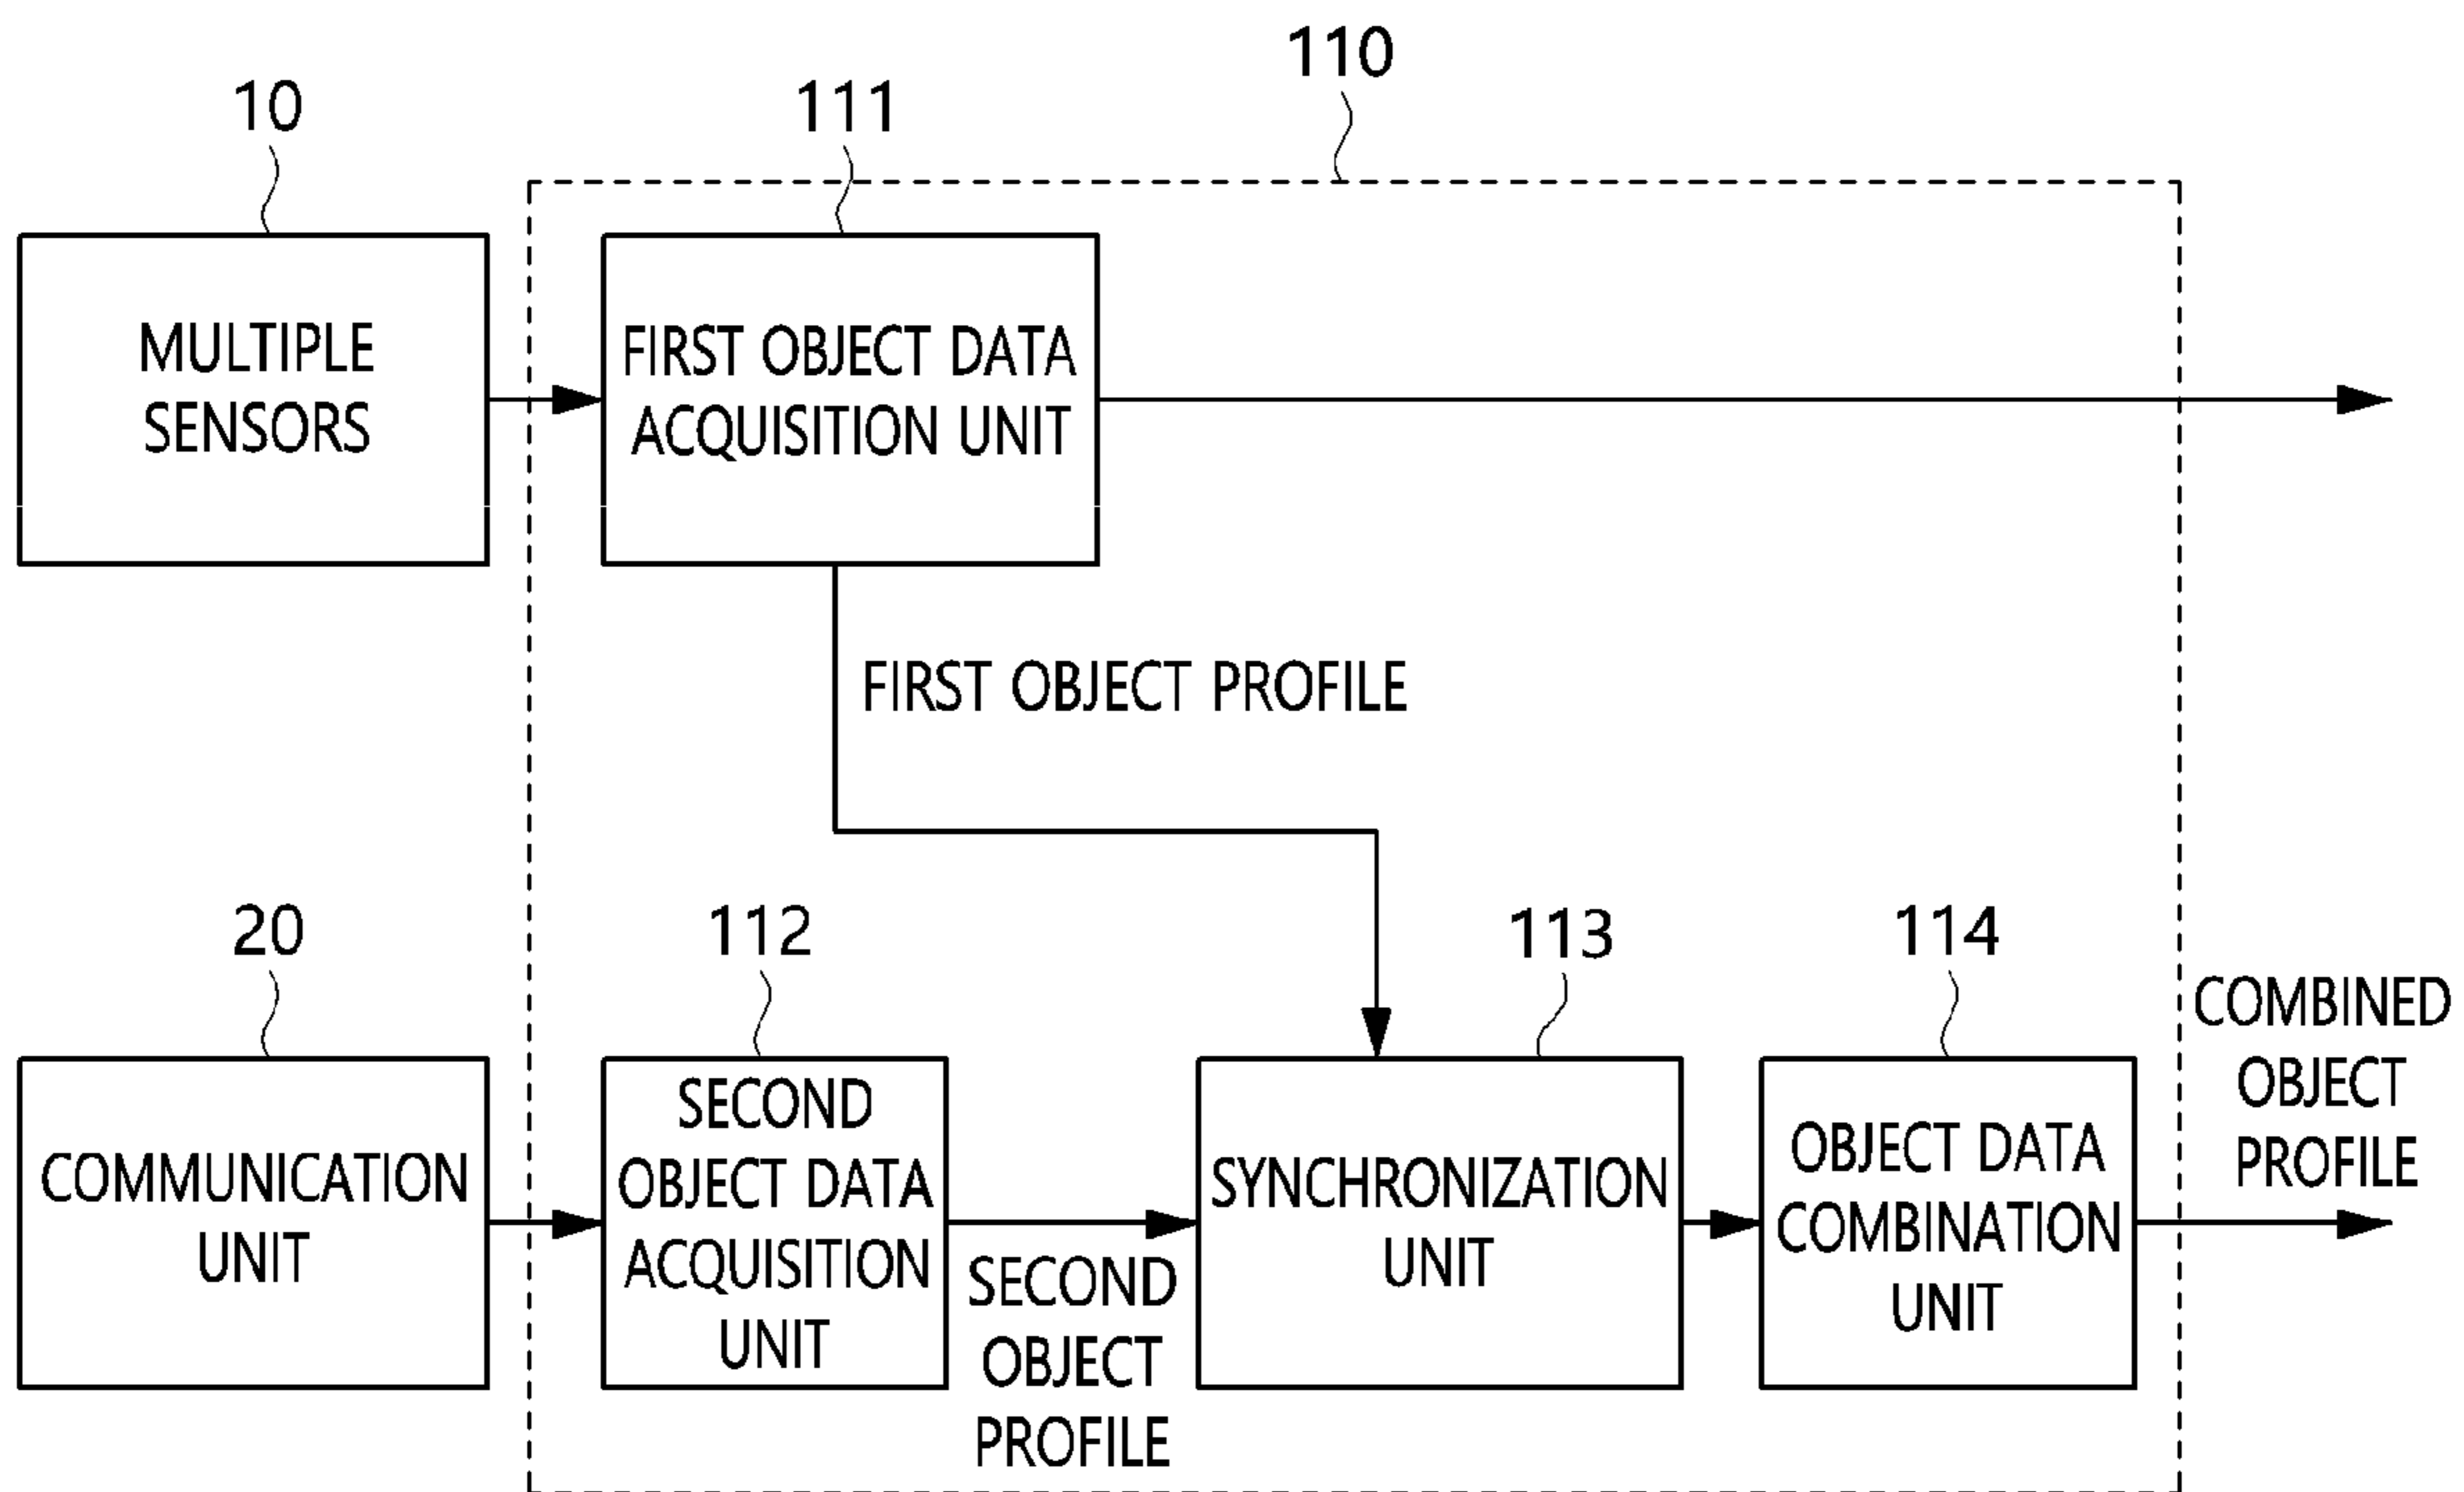 110
10
111
MULTIPLE
SENSORS
FIRST OBJECT DATA
ACQUISITION UNIT
FIRST OBJECT PROFILE
20
112
113
114
COMMUNICATION
UNIT
SECOND
OBJECT DATA
ACQUISITION
UNIT
SECOND
OBJECT
PROFILE
SYNCHRONIZATION
UNIT
OBJECT DATA
COMBINATION
UNIT
COMBINED
OBJECT
PROFILE